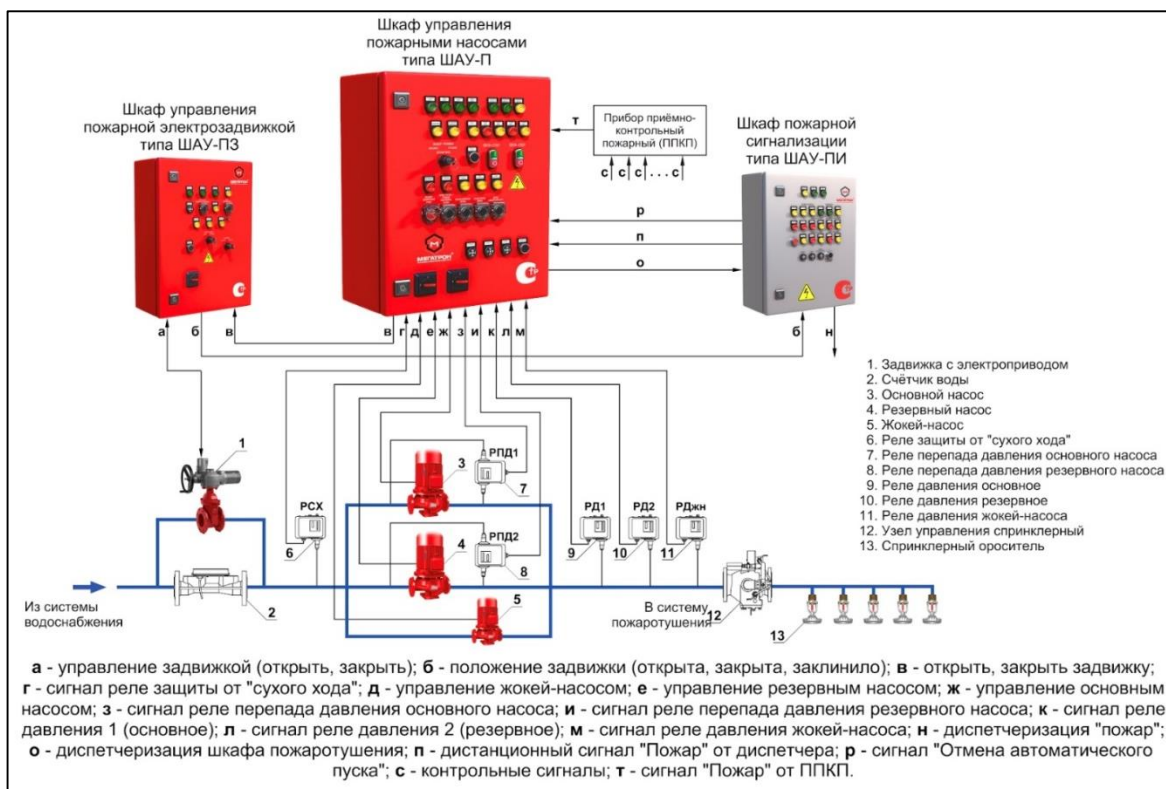 Шкаф управления
пожарными насосами
типа ШАУ-П
Шкаф управления
пожарной электрозадвижкой
типа ШАУ-ПЗ
Прибор приёмно-
контрольный
пожарный (ППКП)
Шкаф пожарной
сигнализации
типа ШАУ-ПИ
т
с с с . . . с
р
п
о
МЕГАТРОН
а б в
в г д е ж з и к л м
б н
1. Задвижка с электроприводом
2. Счётчик воды
3. Основной насос
4. Резервный насос
5. Жокей-насос
6. Реле защиты от "сухого хода"
7. Реле перепада давления основного насоса
8. Реле перепада давления резервного насоса
9. Реле давления основное
10. Реле давления резервное
11. Реле давления жокей-насоса
12. Узел управления спринклерный
13. Спринклерный ороситель
1
РПД1
3
7
РСХ
6
РПД2
4
8
РД1
9
РД2
10
РДжн
11
5
2
12
13
Из системы
водоснабжения
В систему
пожаротушения
а - управление задвижкой (открыть, закрыть); б - положение задвижки (открыта, закрыта, заклинило); в - открыть, закрыть задвижку;
г - сигнал реле защиты от "сухого хода"; д - управление жокей-насосом; е - управление резервным насосом; ж - управление основным
насосом; з - сигнал реле перепада давления основного насоса; и - сигнал реле перепада давления резервного насоса; к - сигнал реле
давления 1 (основное); л - сигнал реле давления 2 (резервное); м - сигнал реле давления жокей-насоса; н - диспетчеризация "пожар";
о - диспетчеризация шкафа пожаротушения; п - дистанционный сигнал "Пожар" от диспетчера; р - сигнал "Отмена автоматического
пуска"; с - контрольные сигналы; т - сигнал "Пожар" от ППКП.